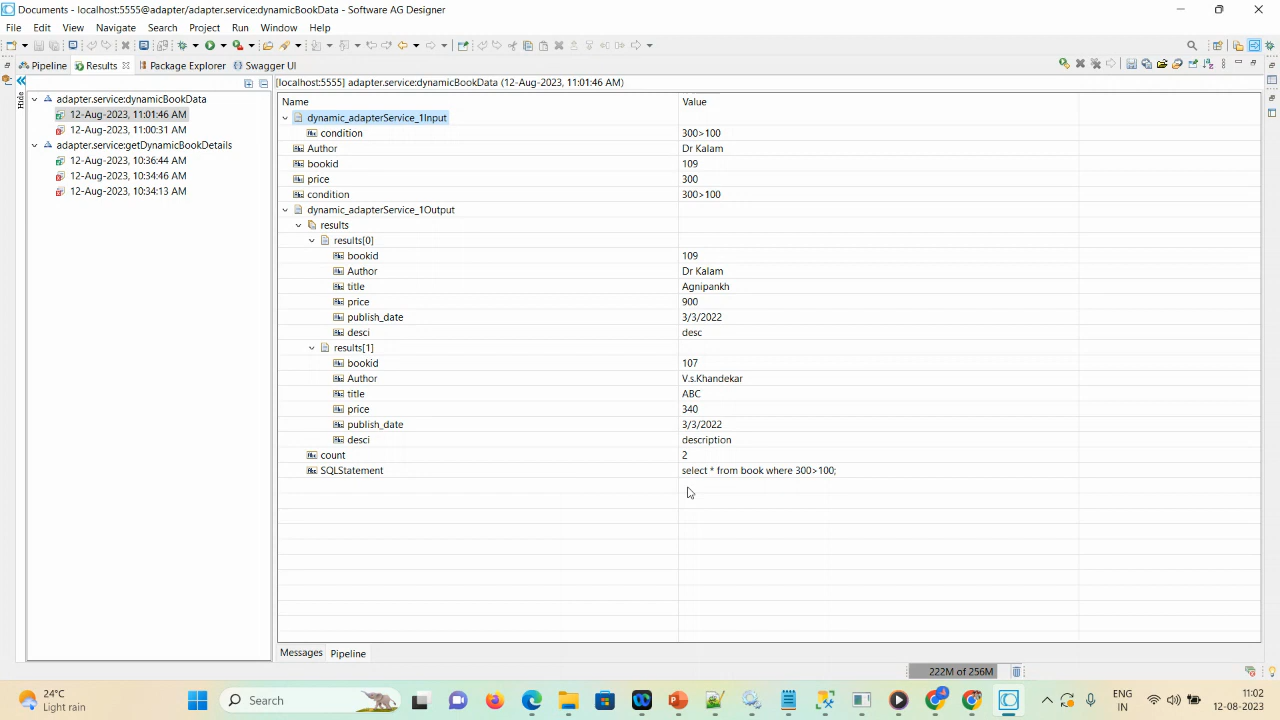 Documents - localhost:5555@adapter/adapter.service:dynamicBookData - Software AG Designer
File Edit View Navigate Search Project Run Window Help
Pipeline Results Package Explorer Swagger UI
Hide
adapter.service:dynamicBookData
12-Aug-2023, 11:01:46 AM
12-Aug-2023, 11:00:31 AM
adapter.service:getDynamicBookDetails
12-Aug-2023, 10:36:44 AM
12-Aug-2023, 10:34:46 AM
12-Aug-2023, 10:34:13 AM
[localhost:5555] adapter.service:dynamicBookData (12-Aug-2023, 11:01:46 AM)
Name Value
dynamic_adapterService_1Input
condition 300>100
Author Dr Kalam
bookid 109
price 300
condition 300>100
dynamic_adapterService_1Output
results
results[0]
bookid 109
Author Dr Kalam
title Agnipankh
price 900
publish_date 3/3/2022
desci desc
results[1]
bookid 107
Author V.s.Khandekar
title ABC
price 340
publish_date 3/3/2022
desci description
count 2
SQLStatement select * from book where 300>100;
Messages Pipeline
222M of 256M
24°C
Light rain
Search
4
ENG
IN
11:02
12-08-2023